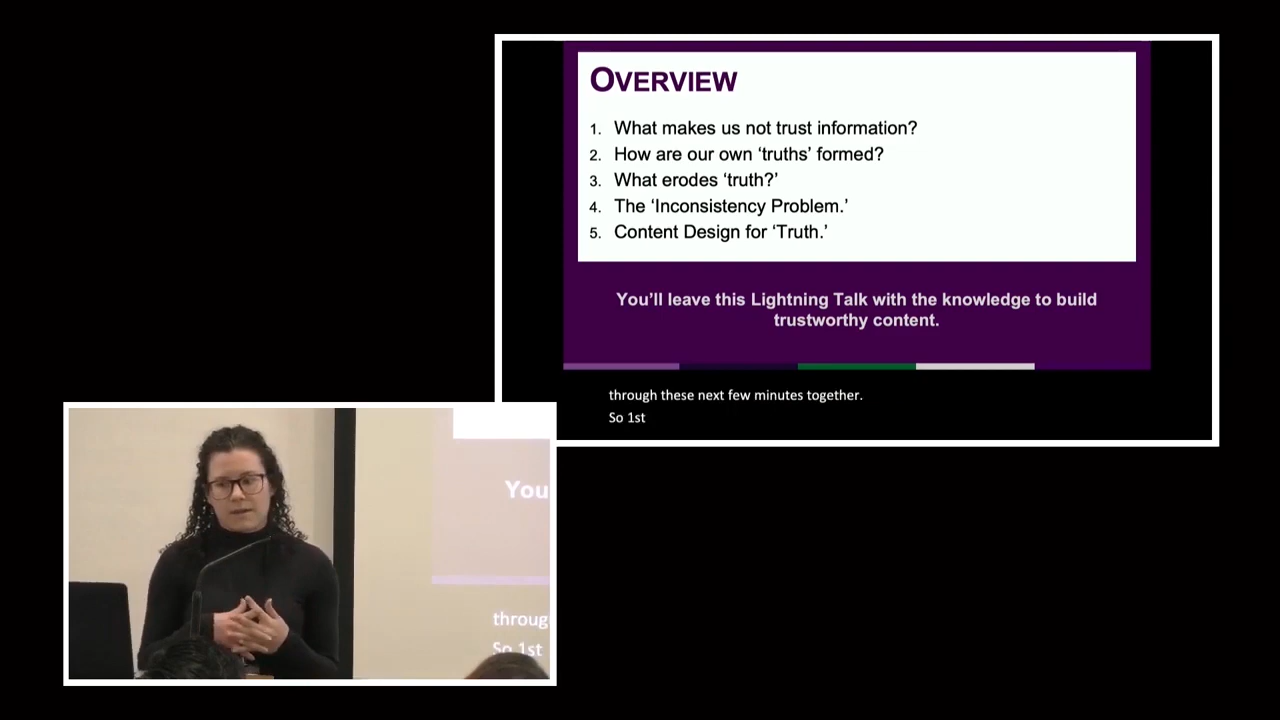 OVERVIEW
1. What makes us not trust information?
2. How are our own ‘truths’ formed?
3. What erodes ‘truth?’
4. The ‘Inconsistency Problem.’
5. Content Design for ‘Truth.’
You’ll leave this Lightning Talk with the knowledge to build
trustworthy content.
through these next few minutes together.
So 1st
You
throug
So 1st